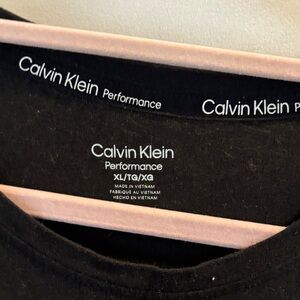 Calvin Klein Performance
Calvin Klein P
Calvin Klein
Performance
XL/TG/XG
MADE IN VIETNAM
FABRIQUÉ AU VIETNAM
HECHO EN VIETNAM